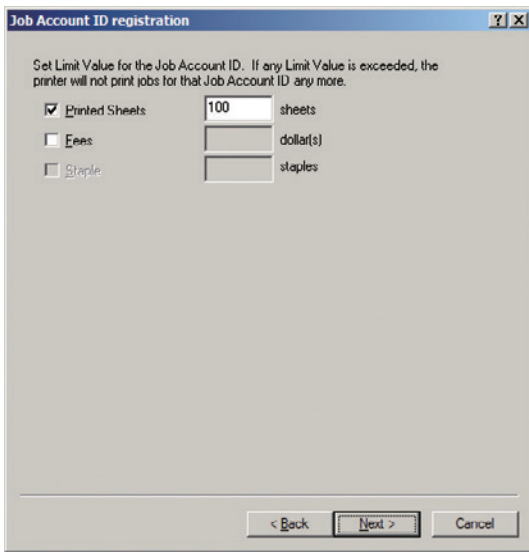 Job Account ID registration
Set Limit Value for the Job Account ID. If any Limit Value is exceeded, the
printer will not print jobs for that Job Account ID any more.
Printed Sheets 100 sheets
Fees dollar(s)
Staple staples
< Back Next > Cancel